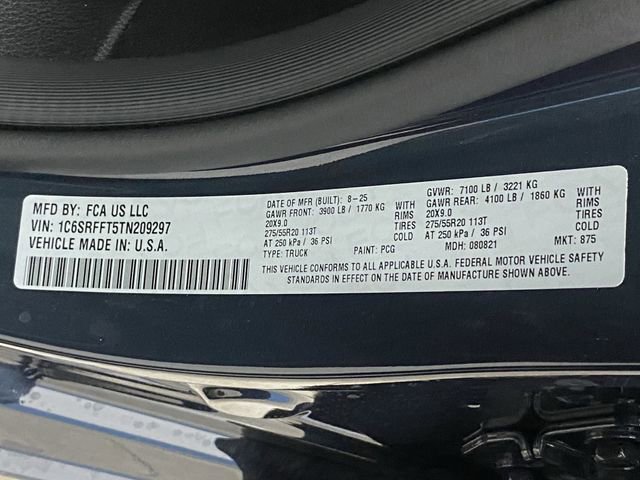 MFD BY: FCA US LLC
VIN: 1C6SRFFT5TN209297
VEHICLE MADE IN: U.S.A.
DATE OF MFR (BUILT): 8-25
GAWR FRONT: 3900 LB / 1770 KG WITH
20X9.0 RIMS
275/55R20 113T TIRES
AT 250 kPa / 36 PSI COLD
TYPE: TRUCK PAINT: PCG
GVWR: 7100 LB / 3221 KG
GAWR REAR: 4100 LB / 1860 KG WITH
20X9.0 RIMS
275/55R20 113T TIRES
AT 250 kPa / 36 PSI COLD
MDH: 080821 MKT: 875
THIS VEHICLE CONFORMS TO ALL APPLICABLE U.S.A. FEDERAL MOTOR VEHICLE SAFETY
STANDARDS IN EFFECT ON THE DATE OF MANUFACTURE SHOWN ABOVE.